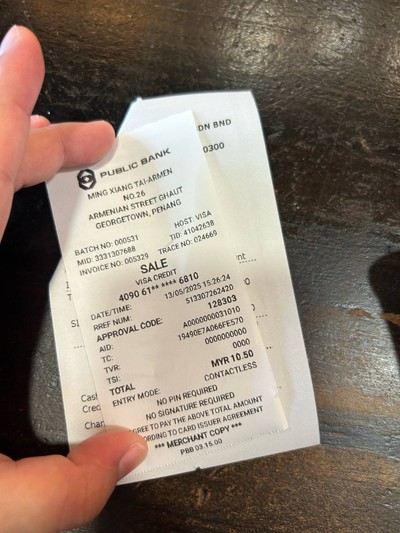 PUBLIC BANK
MING XIANG TAI-ARMEN
NO.26
ARMENIAN STREET GHAUT
GEORGETOWN, PENANG
HOST: VISA
BATCH NO: 000531 TID: 41042638
MID: 3331307688 TRACE NO: 024669
INVOICE NO: 005329
SALE
VISA CREDIT
4090 61** **** 6810
DATE/TIME: 13/05/2025 15:26:24
RREF NUM: 513307262420
APPROVAL CODE: 128303
AID: A0000000031010
TC: 19490E7A066FE570
TVR: 0000000000
TSI: 0000
TOTAL MYR 10.50
ENTRY MODE: CONTACTLESS
NO PIN REQUIRED
NO SIGNATURE REQUIRED
AGREE TO PAY THE ABOVE TOTAL AMOUNT
CORDING TO CARD ISSUER AGREEMENT
*** MERCHANT COPY ***
PBB 03.15.00
DN BND
0300